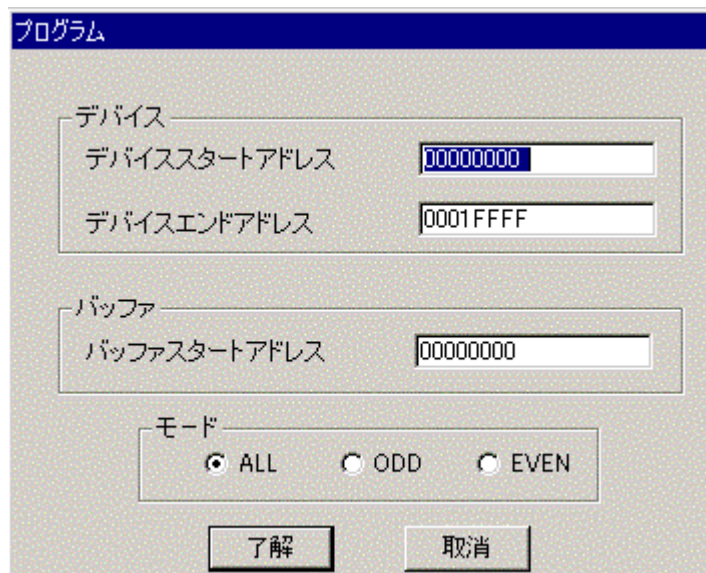 プログラム
デバイス
デバイススタートアドレス 00000000
デバイスエンドアドレス 0001FFFF
バッファ
バッファスタートアドレス 00000000
モード
ALL ODD EVEN
了解 取消